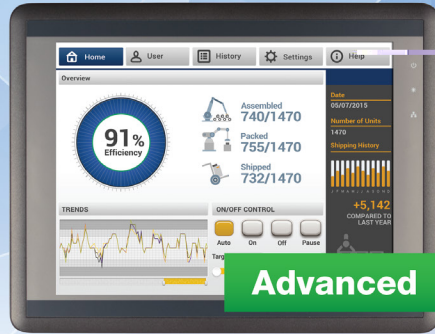 Home User History Settings Help
Overview
91%
Efficiency
Assembled
740/1470
Packed
755/1470
Shipped
732/1470
Date
05/07/2015
Number of Units
1470
Shipping History
J F M A M J J A S O N D
+5,142
COMPARED TO
LAST YEAR
TRENDS
ON/OFF CONTROL
Auto On Off Pause
Advanced